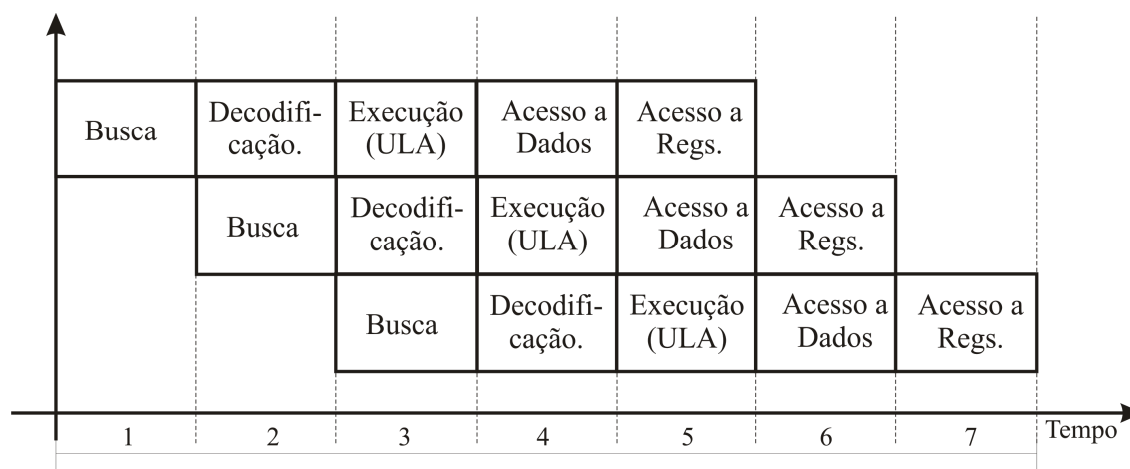 Busca
Decodifi-
cação.
Execução
(ULA)
Acesso a
Dados
Acesso a
Regs.
Busca
Decodifi-
cação.
Execução
(ULA)
Acesso a
Dados
Acesso a
Regs.
Busca
Decodifi-
cação.
Execução
(ULA)
Acesso a
Dados
Acesso a
Regs.
1 2 3 4 5 6 7 Tempo